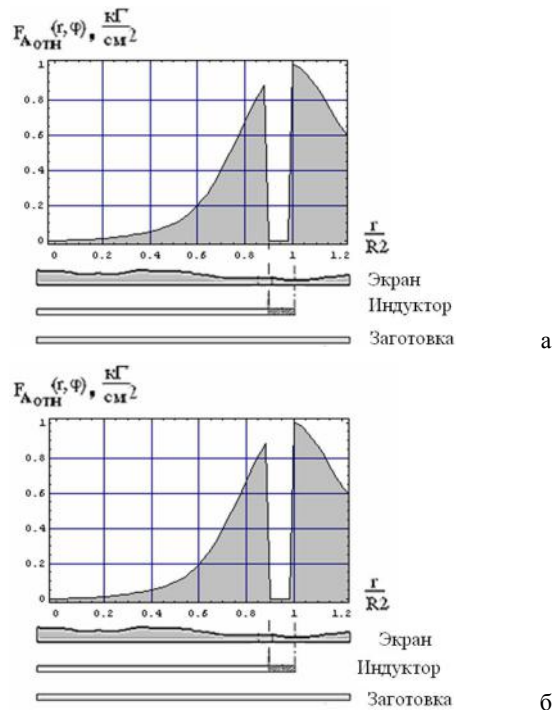 F_Aотн (r, φ), кГ/см2
1
0.8
0.6
0.4
0.2
0
0.2 0.4 0.6 0.8 1 1.2
r/R2
Экран
Индуктор
Заготовка
а
F_Aотн (r, φ), кГ/см2
1
0.8
0.6
0.4
0.2
0
0 0.2 0.4 0.6 0.8 1 1.2
r/R2
Экран
Индуктор
Заготовка
б